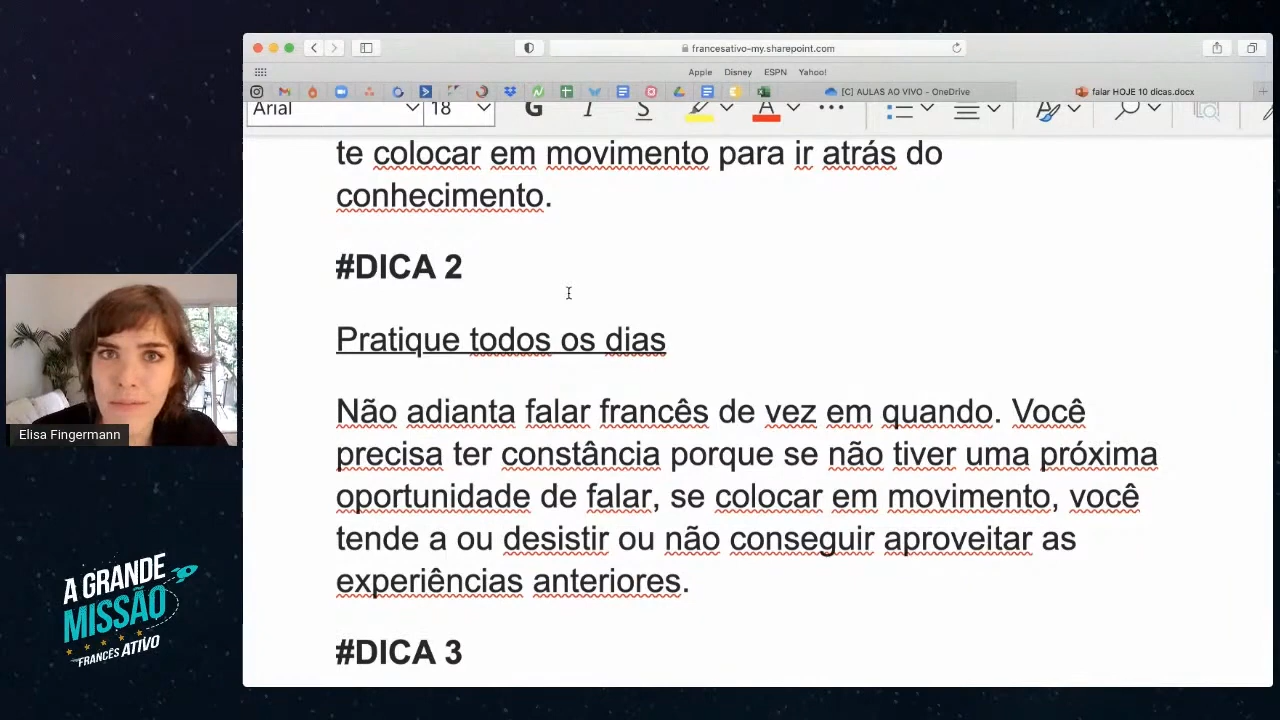 francesativo-my.sharepoint.com
Apple Disney ESPN Yahoo!
[C] AULAS AO VIVO - OneDrive
falar HOJE 10 dicas.docx
Arial 18 G I S A
te colocar em movimento para ir atrás do
conhecimento.
#DICA 2
Pratique todos os dias
Não adianta falar francês de vez em quando. Você
precisa ter constância porque se não tiver uma próxima
oportunidade de falar, se colocar em movimento, você
tende a ou desistir ou não conseguir aproveitar as
experiências anteriores.
#DICA 3
Elisa Fingermann
A GRANDE
MISSÃO
FRANCÊS ATIVO